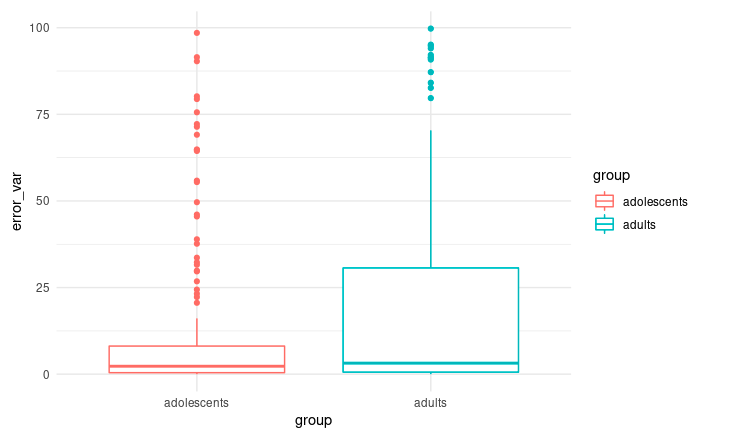 100
75
50
25
0
error_var
adolescents
adults
group
group
adolescents
adults